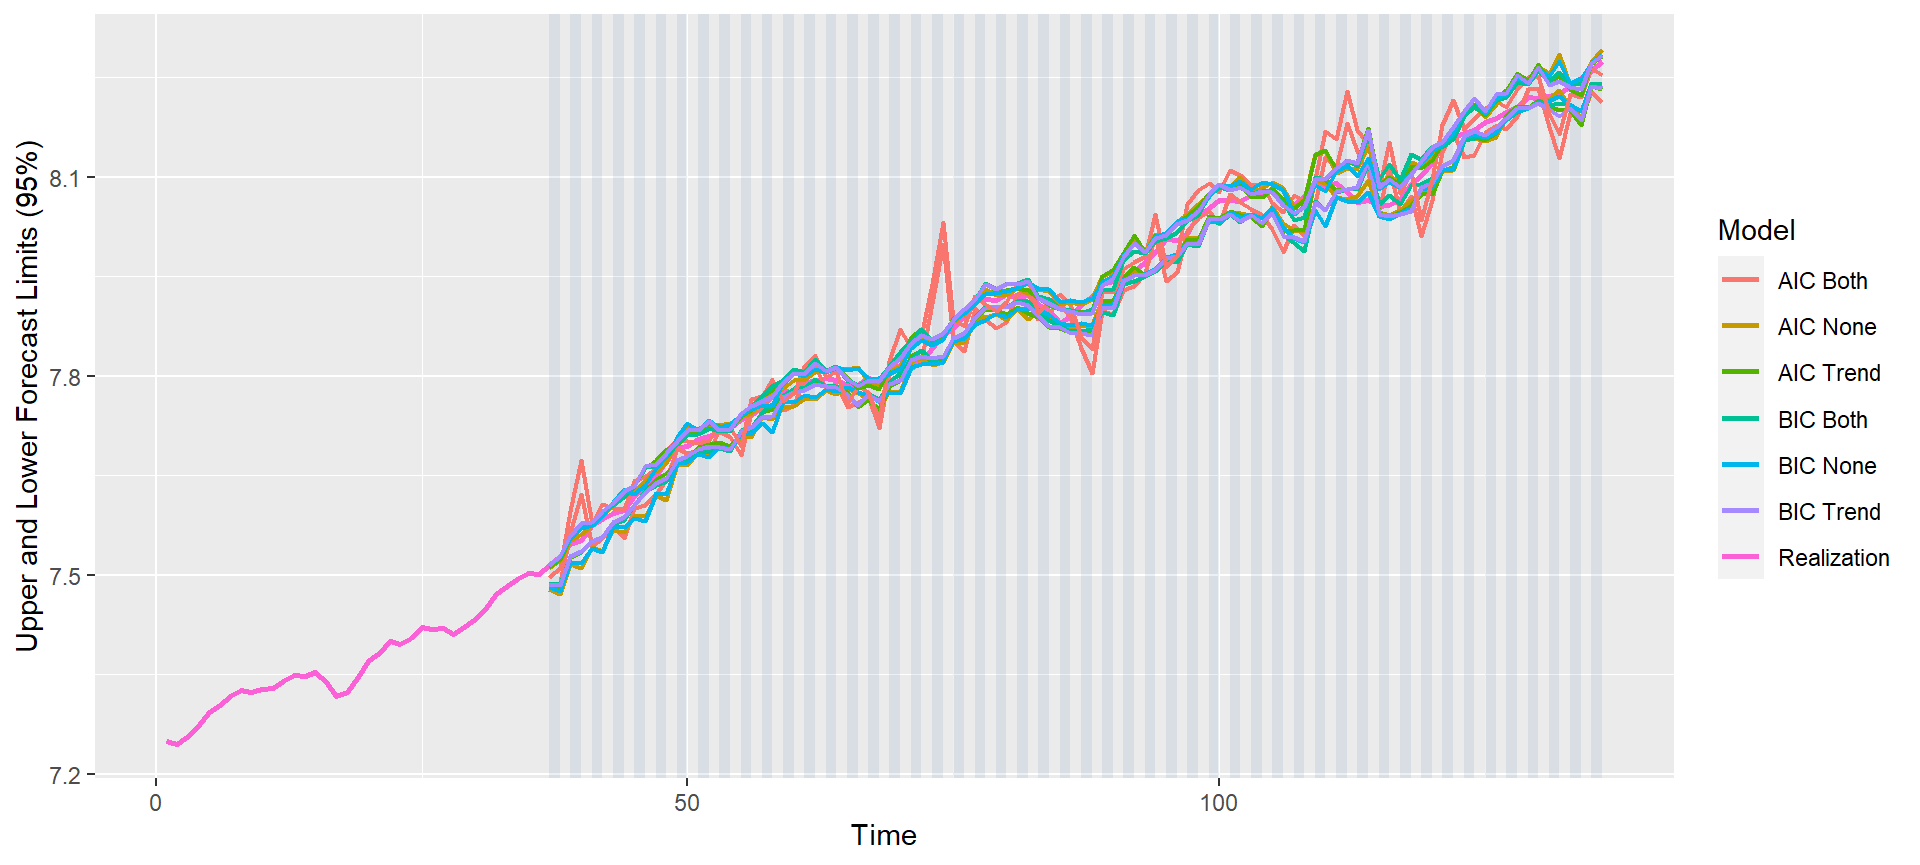 Upper and Lower Forecast Limits (95%)
8.1
7.8
7.5
7.2
0
50
100
Time
Model
AIC Both
AIC None
AIC Trend
BIC Both
BIC None
BIC Trend
Realization